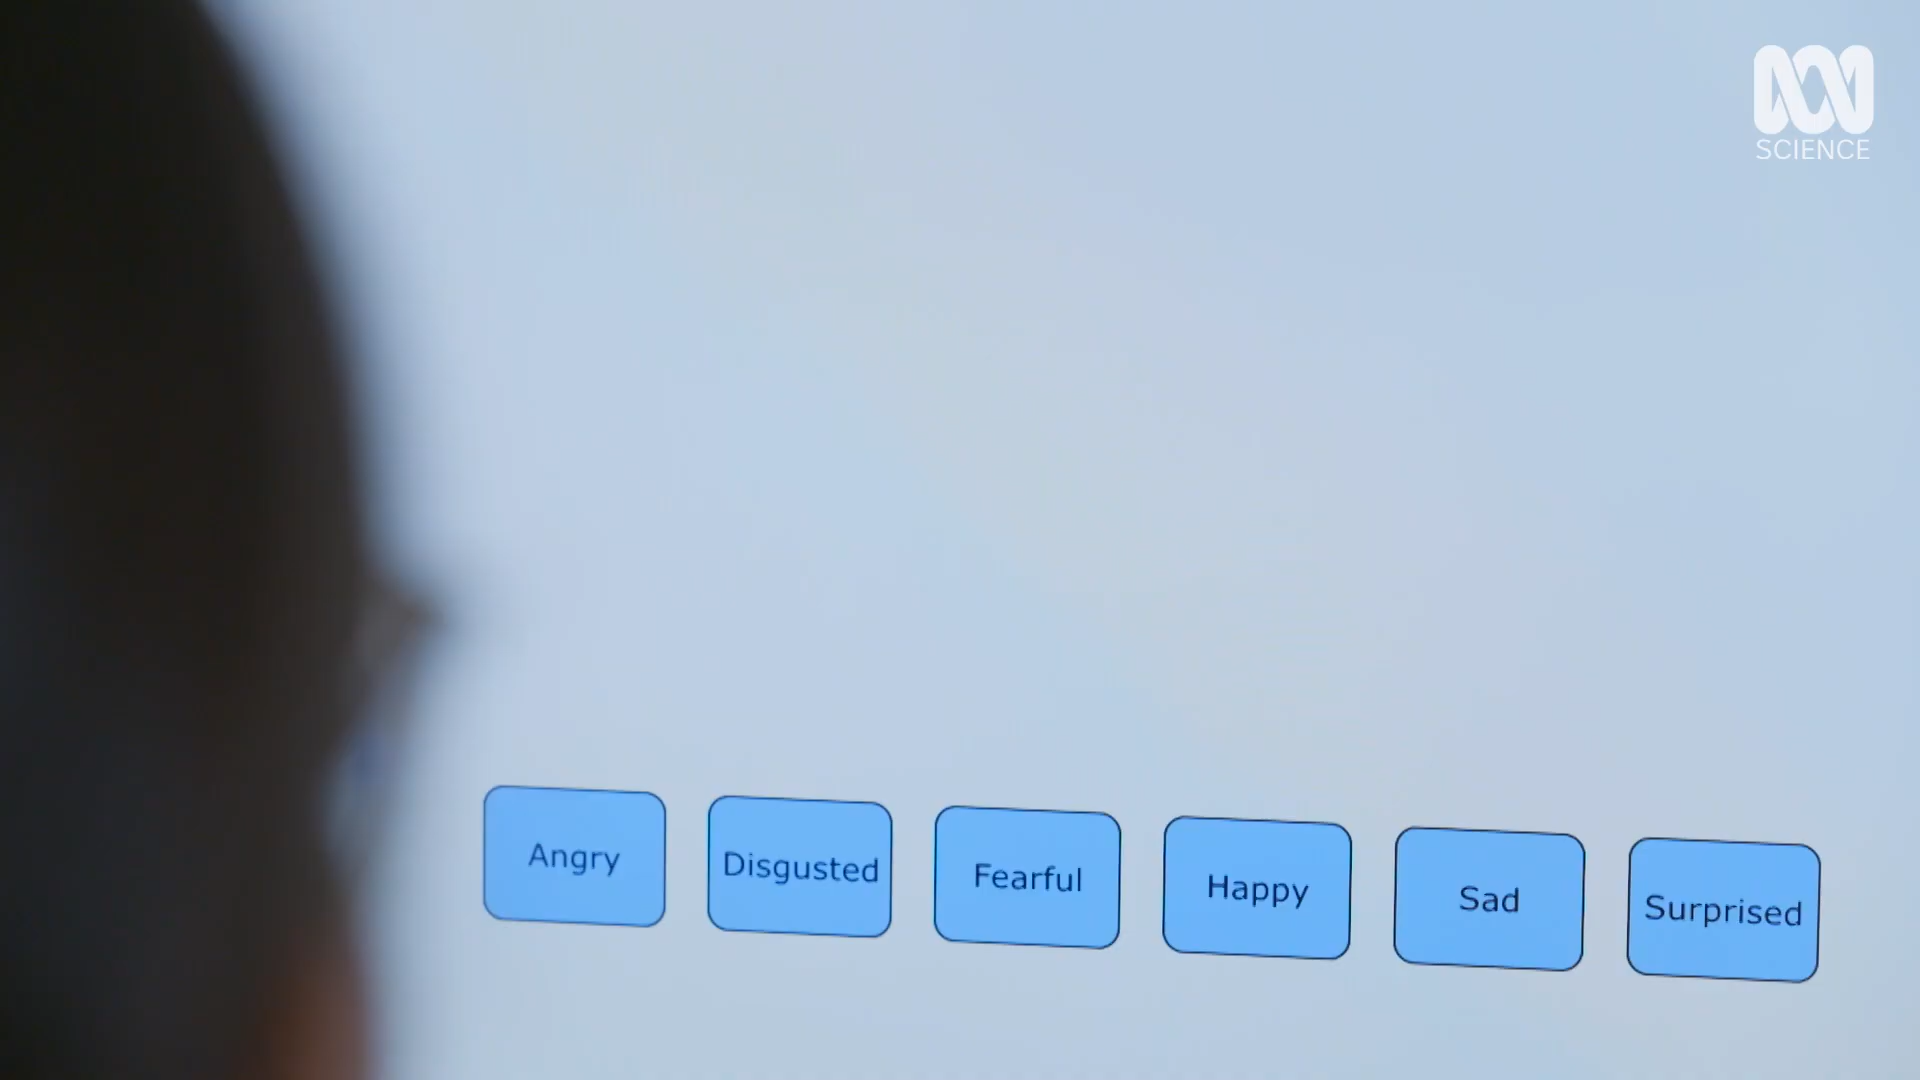 SCIENCE
Angry
Disgusted
Fearful
Happy
Sad
Surprised